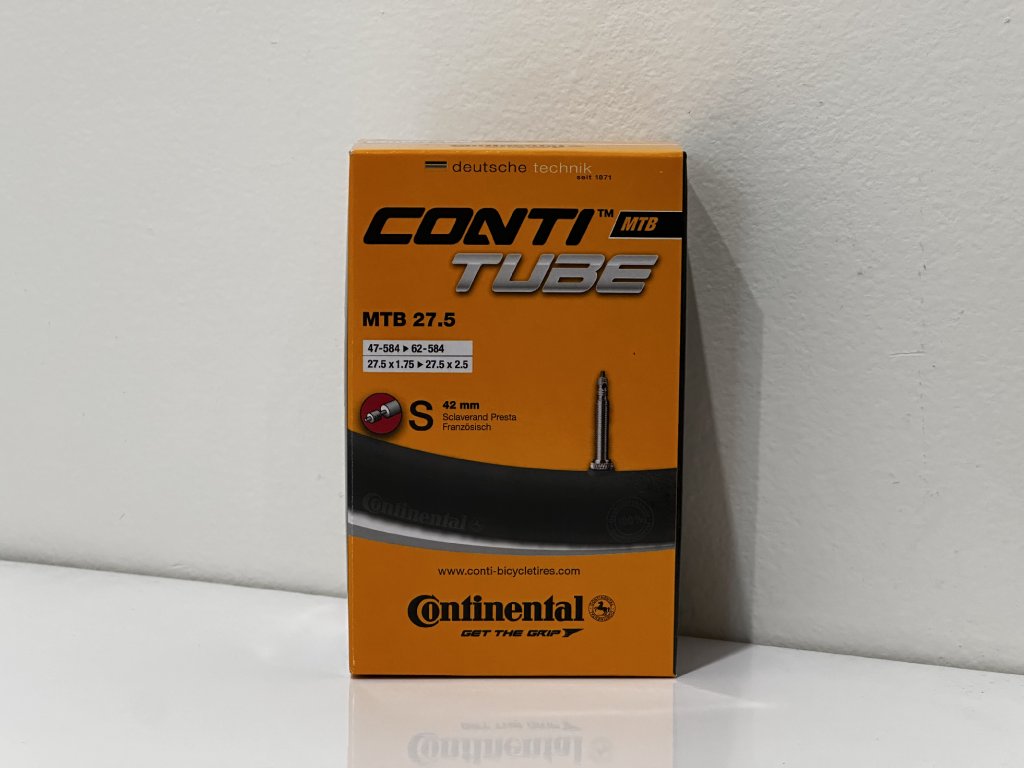 deutsche technik
seit 1871
CONTI™ MTB
TUBE
MTB 27.5
47-584 ▸ 62-584
27.5 x 1.75 ▸ 27.5 x 2.5
S
42 mm
Sclaverand Presta
Französisch
Continental
www.conti-bicycletires.com
Continental
GET THE GRIP